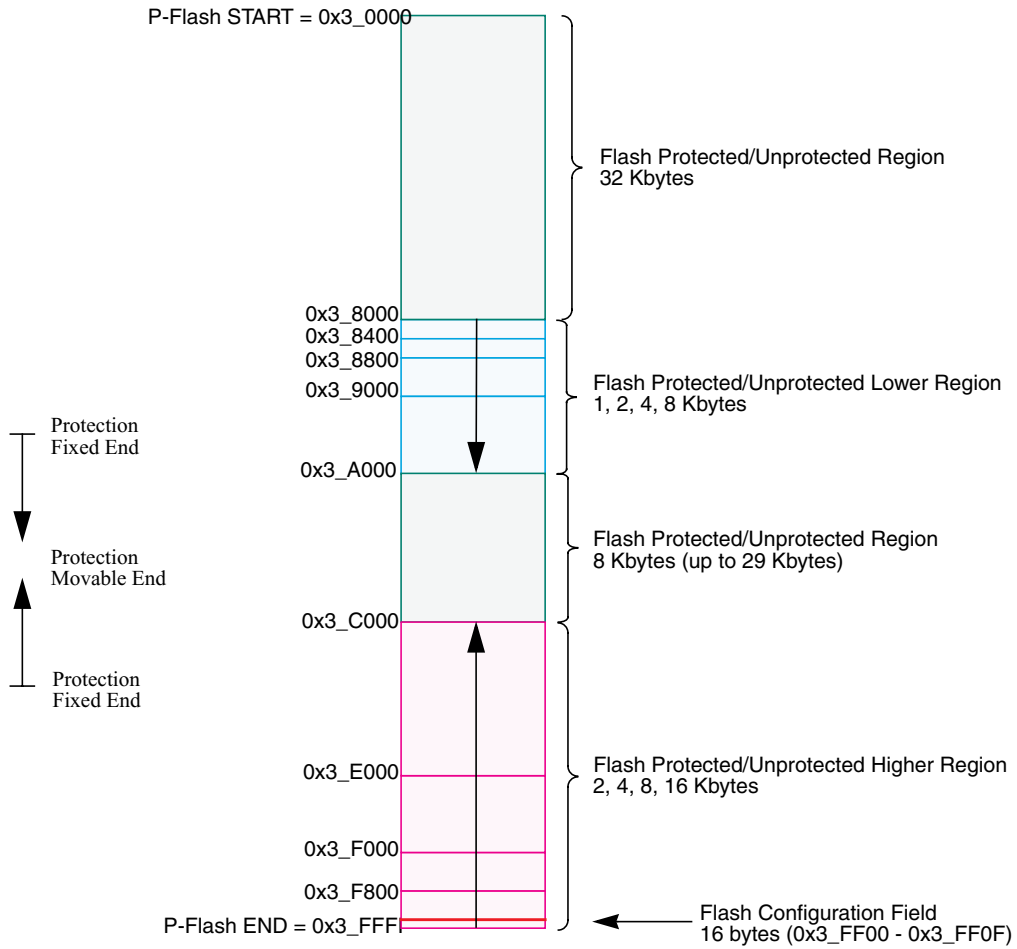 P-Flash START = 0x3_0000
Flash Protected/Unprotected Region
32 Kbytes
0x3_8000
0x3_8400
0x3_8800
0x3_9000
Flash Protected/Unprotected Lower Region
1, 2, 4, 8 Kbytes
Protection
Fixed End
0x3_A000
Flash Protected/Unprotected Region
8 Kbytes (up to 29 Kbytes)
Protection
Movable End
0x3_C000
Protection
Fixed End
0x3_E000
Flash Protected/Unprotected Higher Region
2, 4, 8, 16 Kbytes
0x3_F000
0x3_F800
P-Flash END = 0x3_FFF
Flash Configuration Field
16 bytes (0x3_FF00 - 0x3_FF0F)